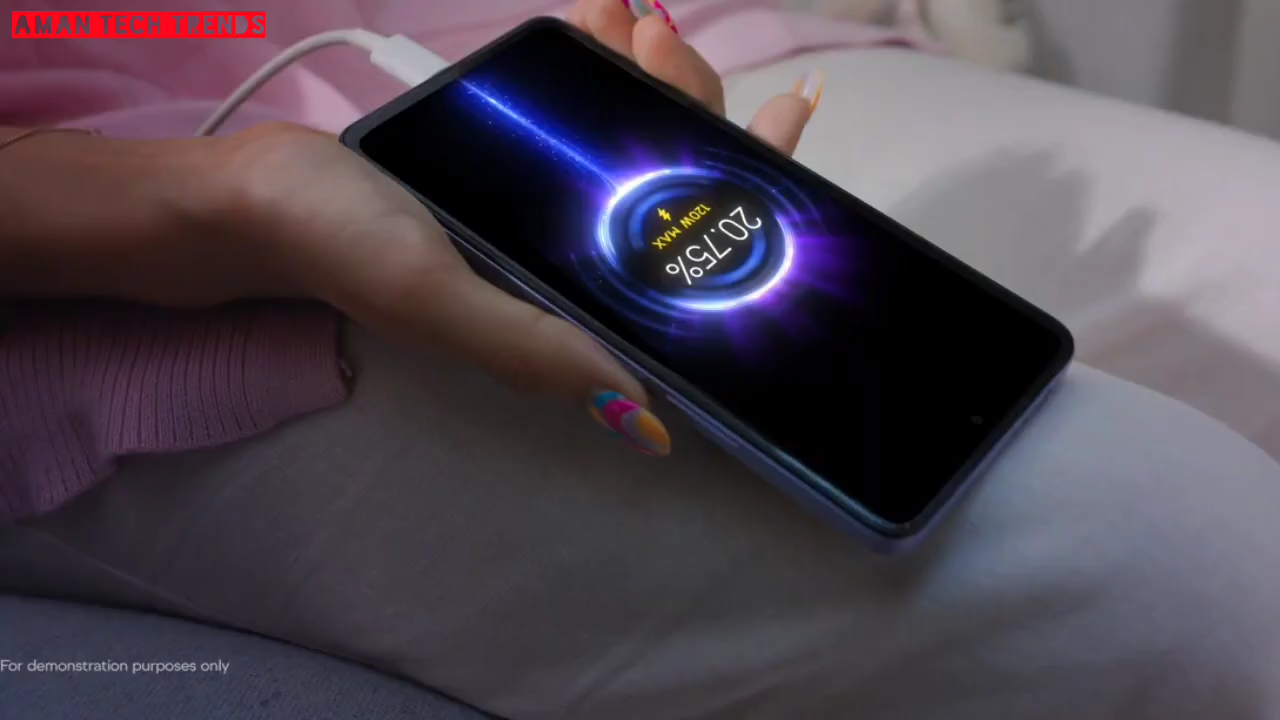 AMAN TECH TRENDS
120W MAX
20.75%
For demonstration purposes only